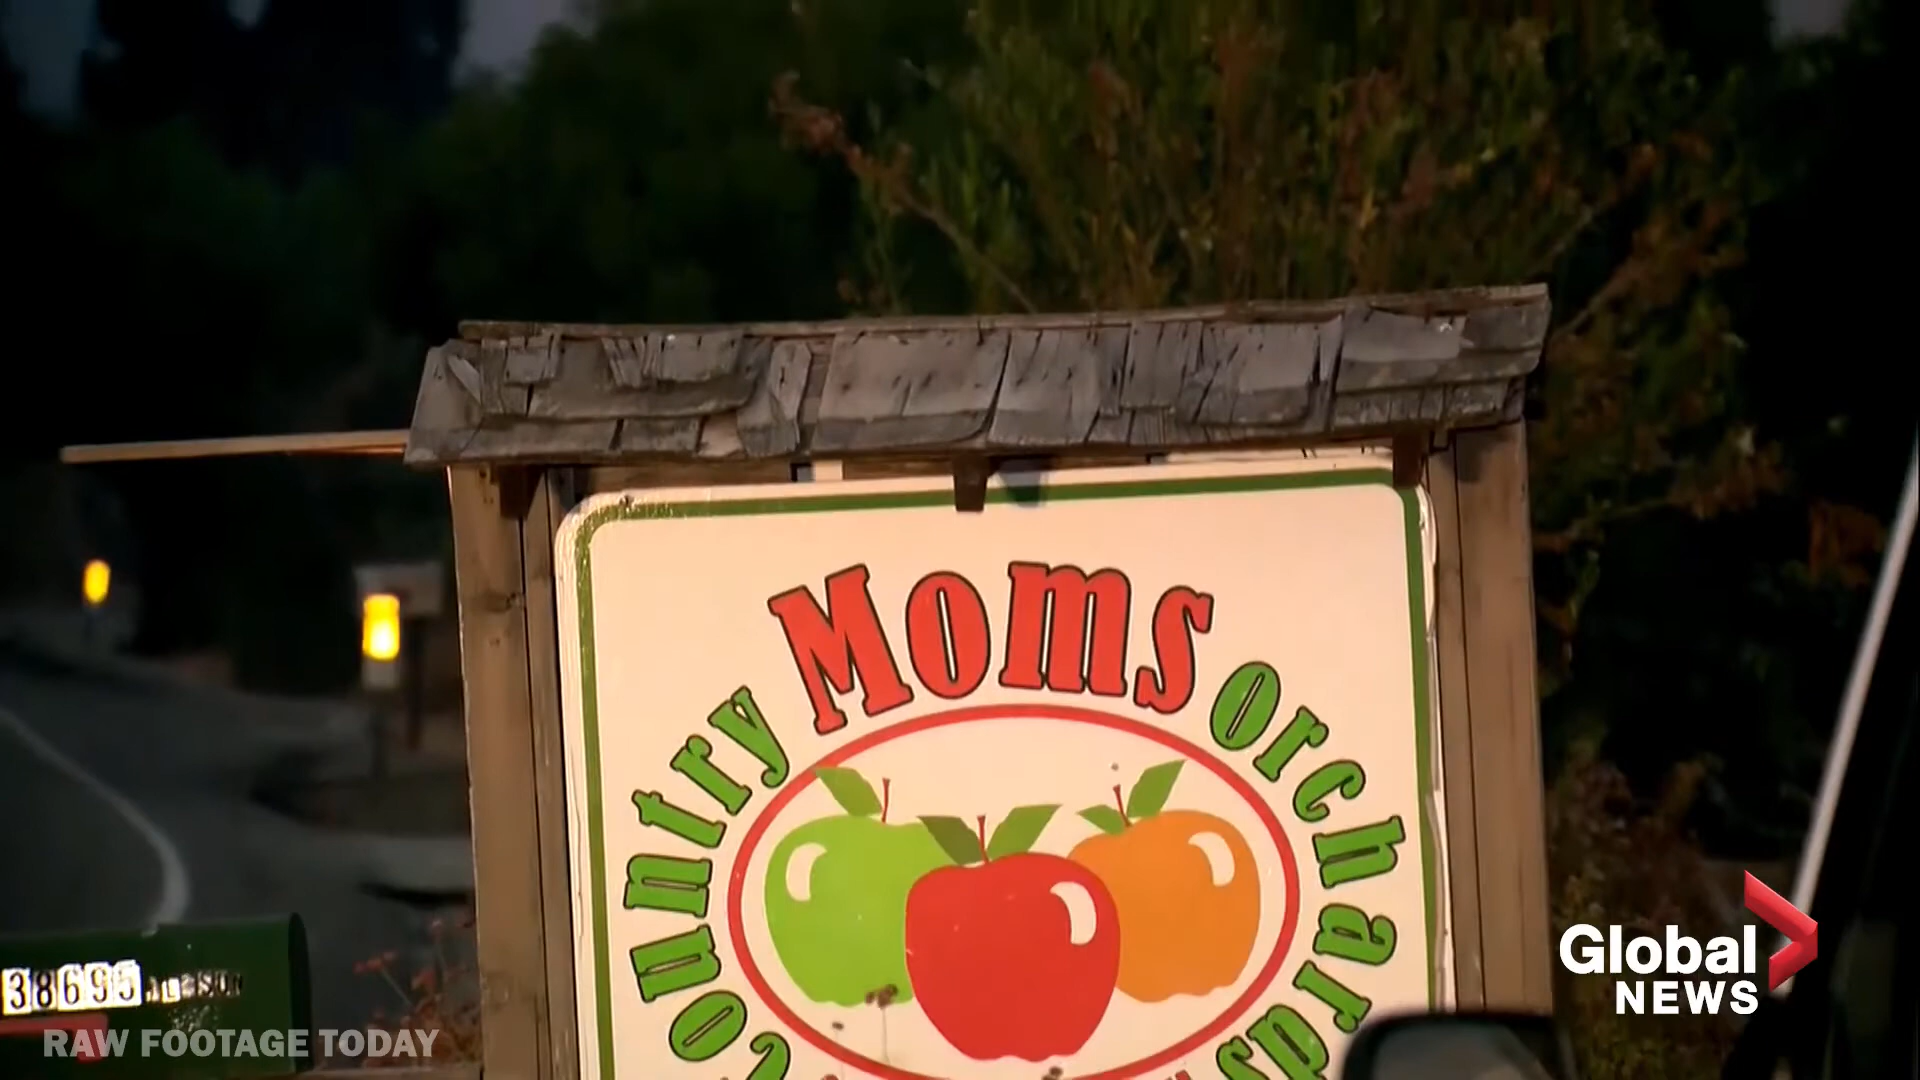 Moms
country
orchards
38695
RAW FOOTAGE TODAY
Global
NEWS